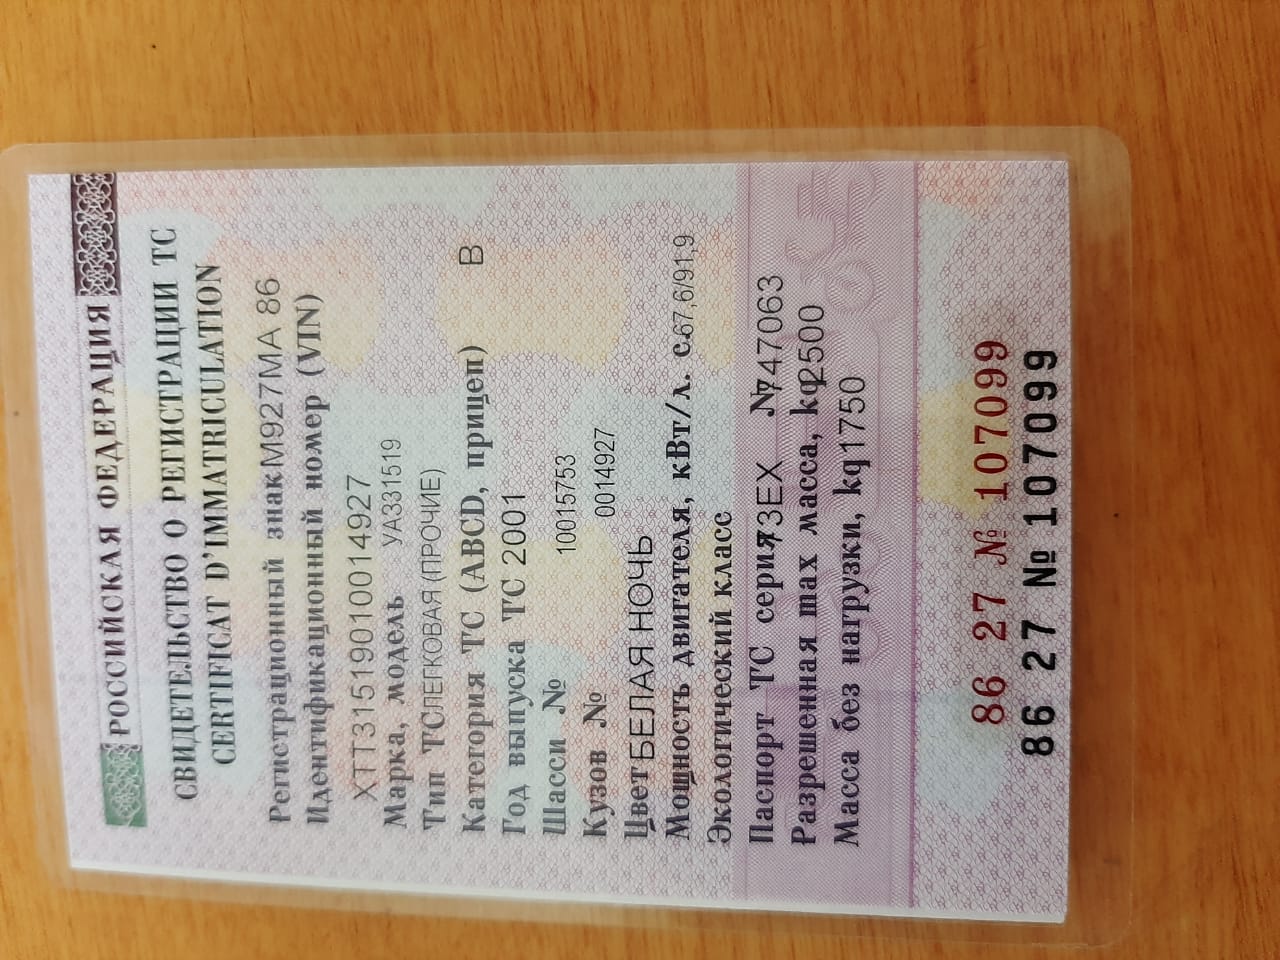 РОССИЙСКАЯ ФЕДЕРАЦИЯ
СВИДЕТЕЛЬСТВО О РЕГИСТРАЦИИ ТС
CERTIFICAT D'IMMATRICULATION
Регистрационный знак М927МА 86
Идентификационный номер (VIN)
XTT31519010014927
Марка, модель УАЗ31519
Тип ТС ЛЕГКОВАЯ (ПРОЧИЕ)
Категория ТС (ABCD, прицеп) B
Год выпуска ТС 2001
Шасси № 10015753
Кузов № 0014927
Цвет БЕЛАЯ НОЧЬ
Мощность двигателя, кВт/л. с. 67,6/91,9
Экологический класс
Паспорт ТС серия 73ЕХ № 747063
Разрешенная max масса, kg 2500
Масса без нагрузки, kg 1750
86 27 № 107099
86 27 № 107099